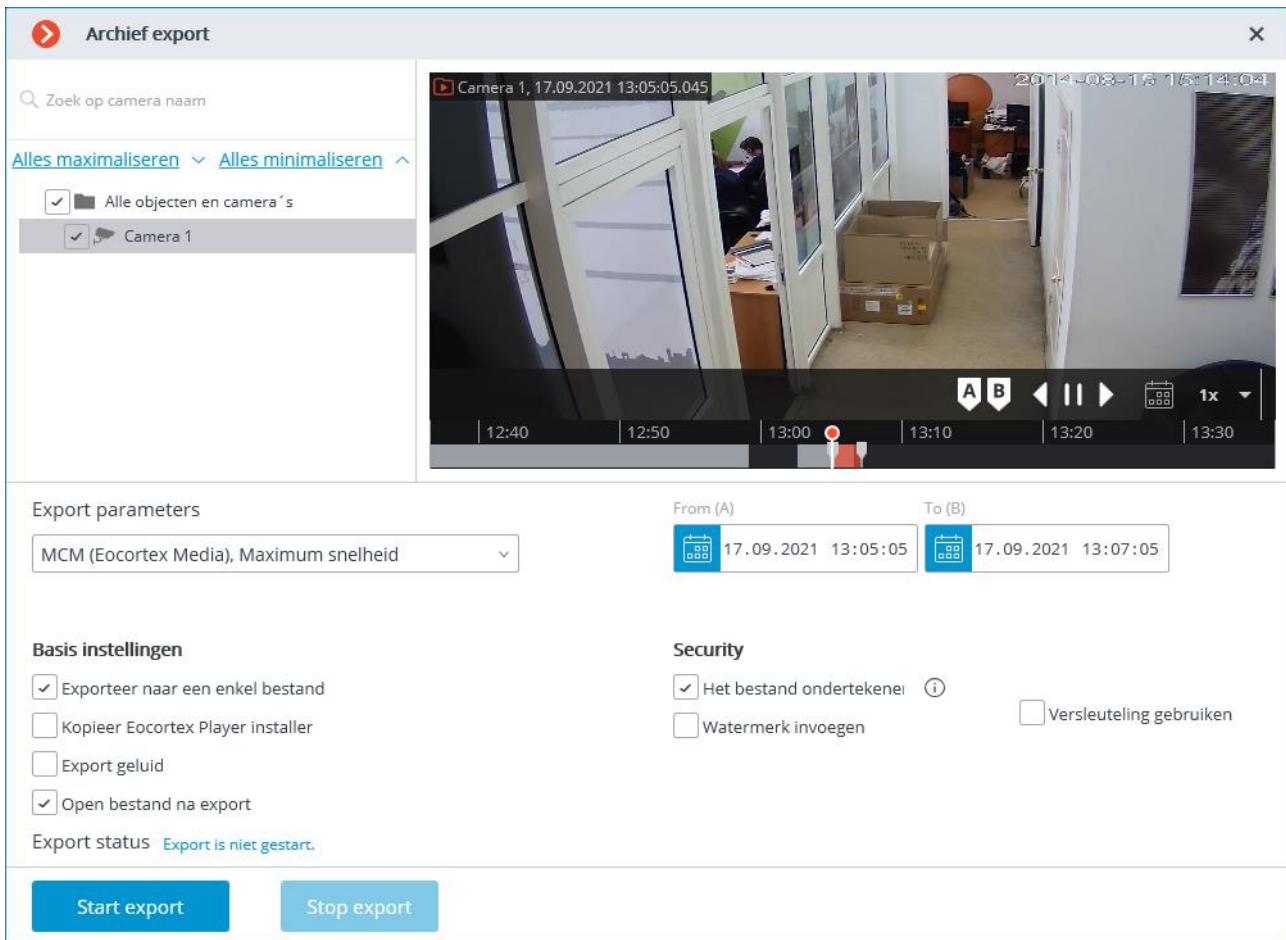 Archief export
Zoek op camera naam
Alles maximaliseren Alles minimaliseren
Alle objecten en camera´s
Camera 1
Camera 1, 17.09.2021 13:05:05.045
2014-08-15 15:14:04
A B 1x
12:40 12:50 13:00 13:10 13:20 13:30
Export parameters
MCM (Eocortex Media), Maximum snelheid
From (A) To (B)
17.09.2021 13:05:05 17.09.2021 13:07:05
Basis instellingen
Exporteer naar een enkel bestand
Kopieer Eocortex Player installer
Export geluid
Open bestand na export
Security
Het bestand ondertekene
Watermerk invoegen
Versleuteling gebruiken
Export status Export is niet gestart.
Start export Stop export